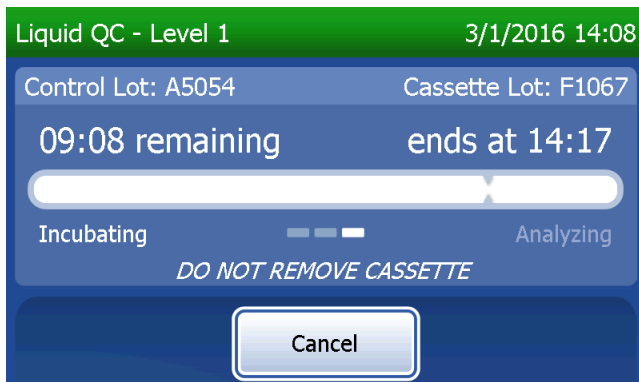 Liquid QC - Level 1 3/1/2016 14:08
Control Lot: A5054 Cassette Lot: F1067
09:08 remaining ends at 14:17
Incubating Analyzing
DO NOT REMOVE CASSETTE
Cancel